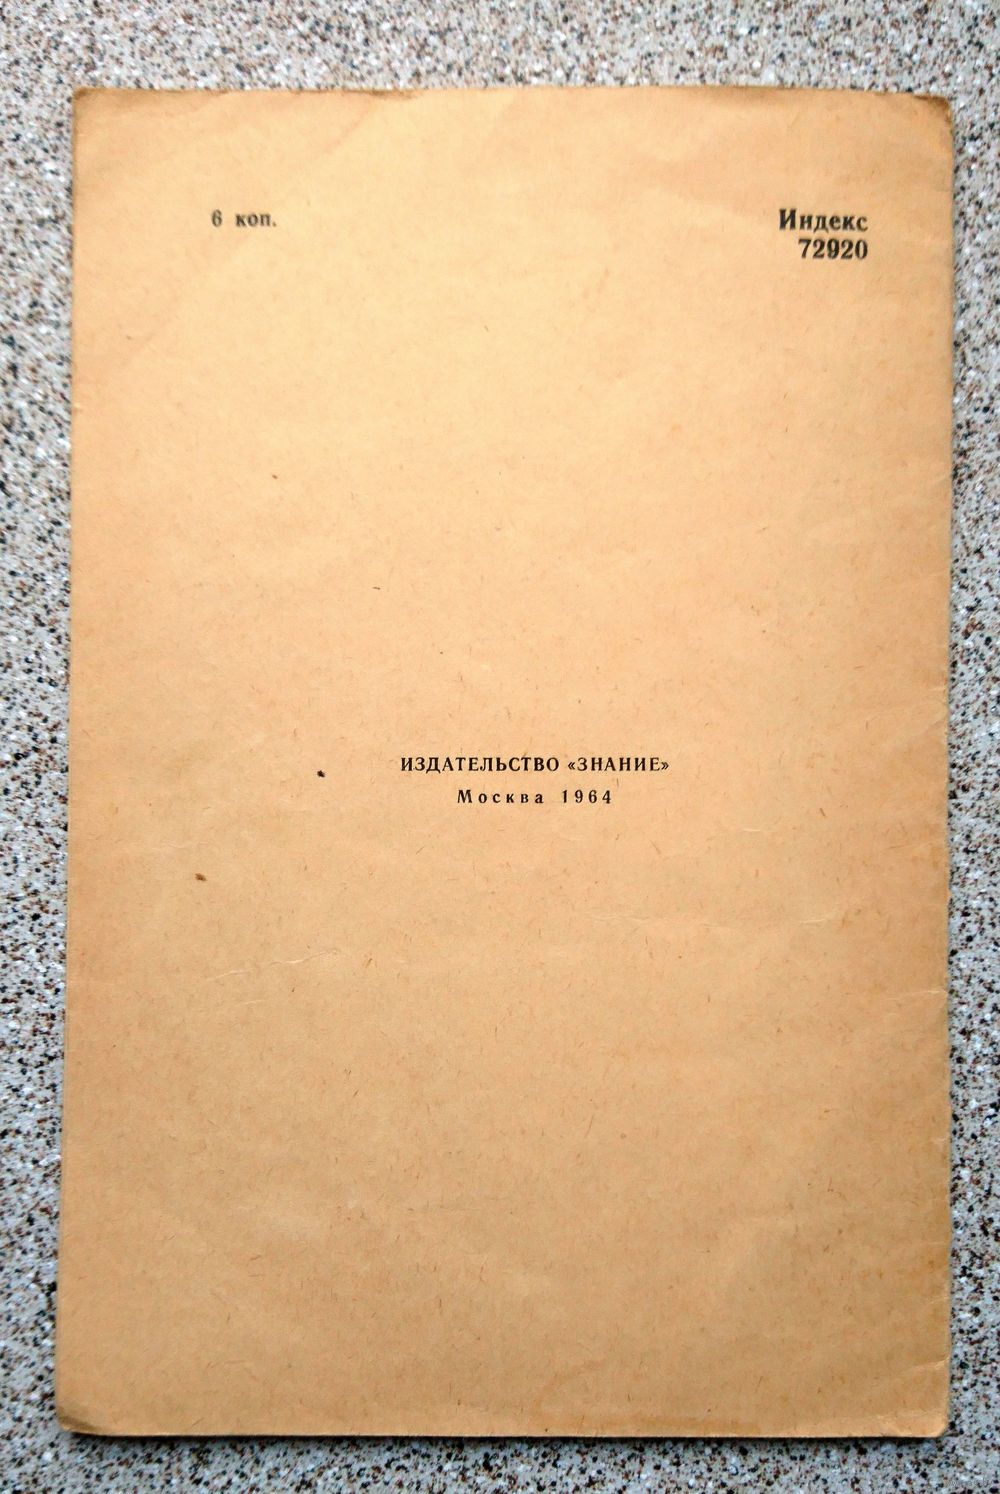 6 коп.
Индекс
72920
ИЗДАТЕЛЬСТВО «ЗНАНИЕ»
Москва 1964